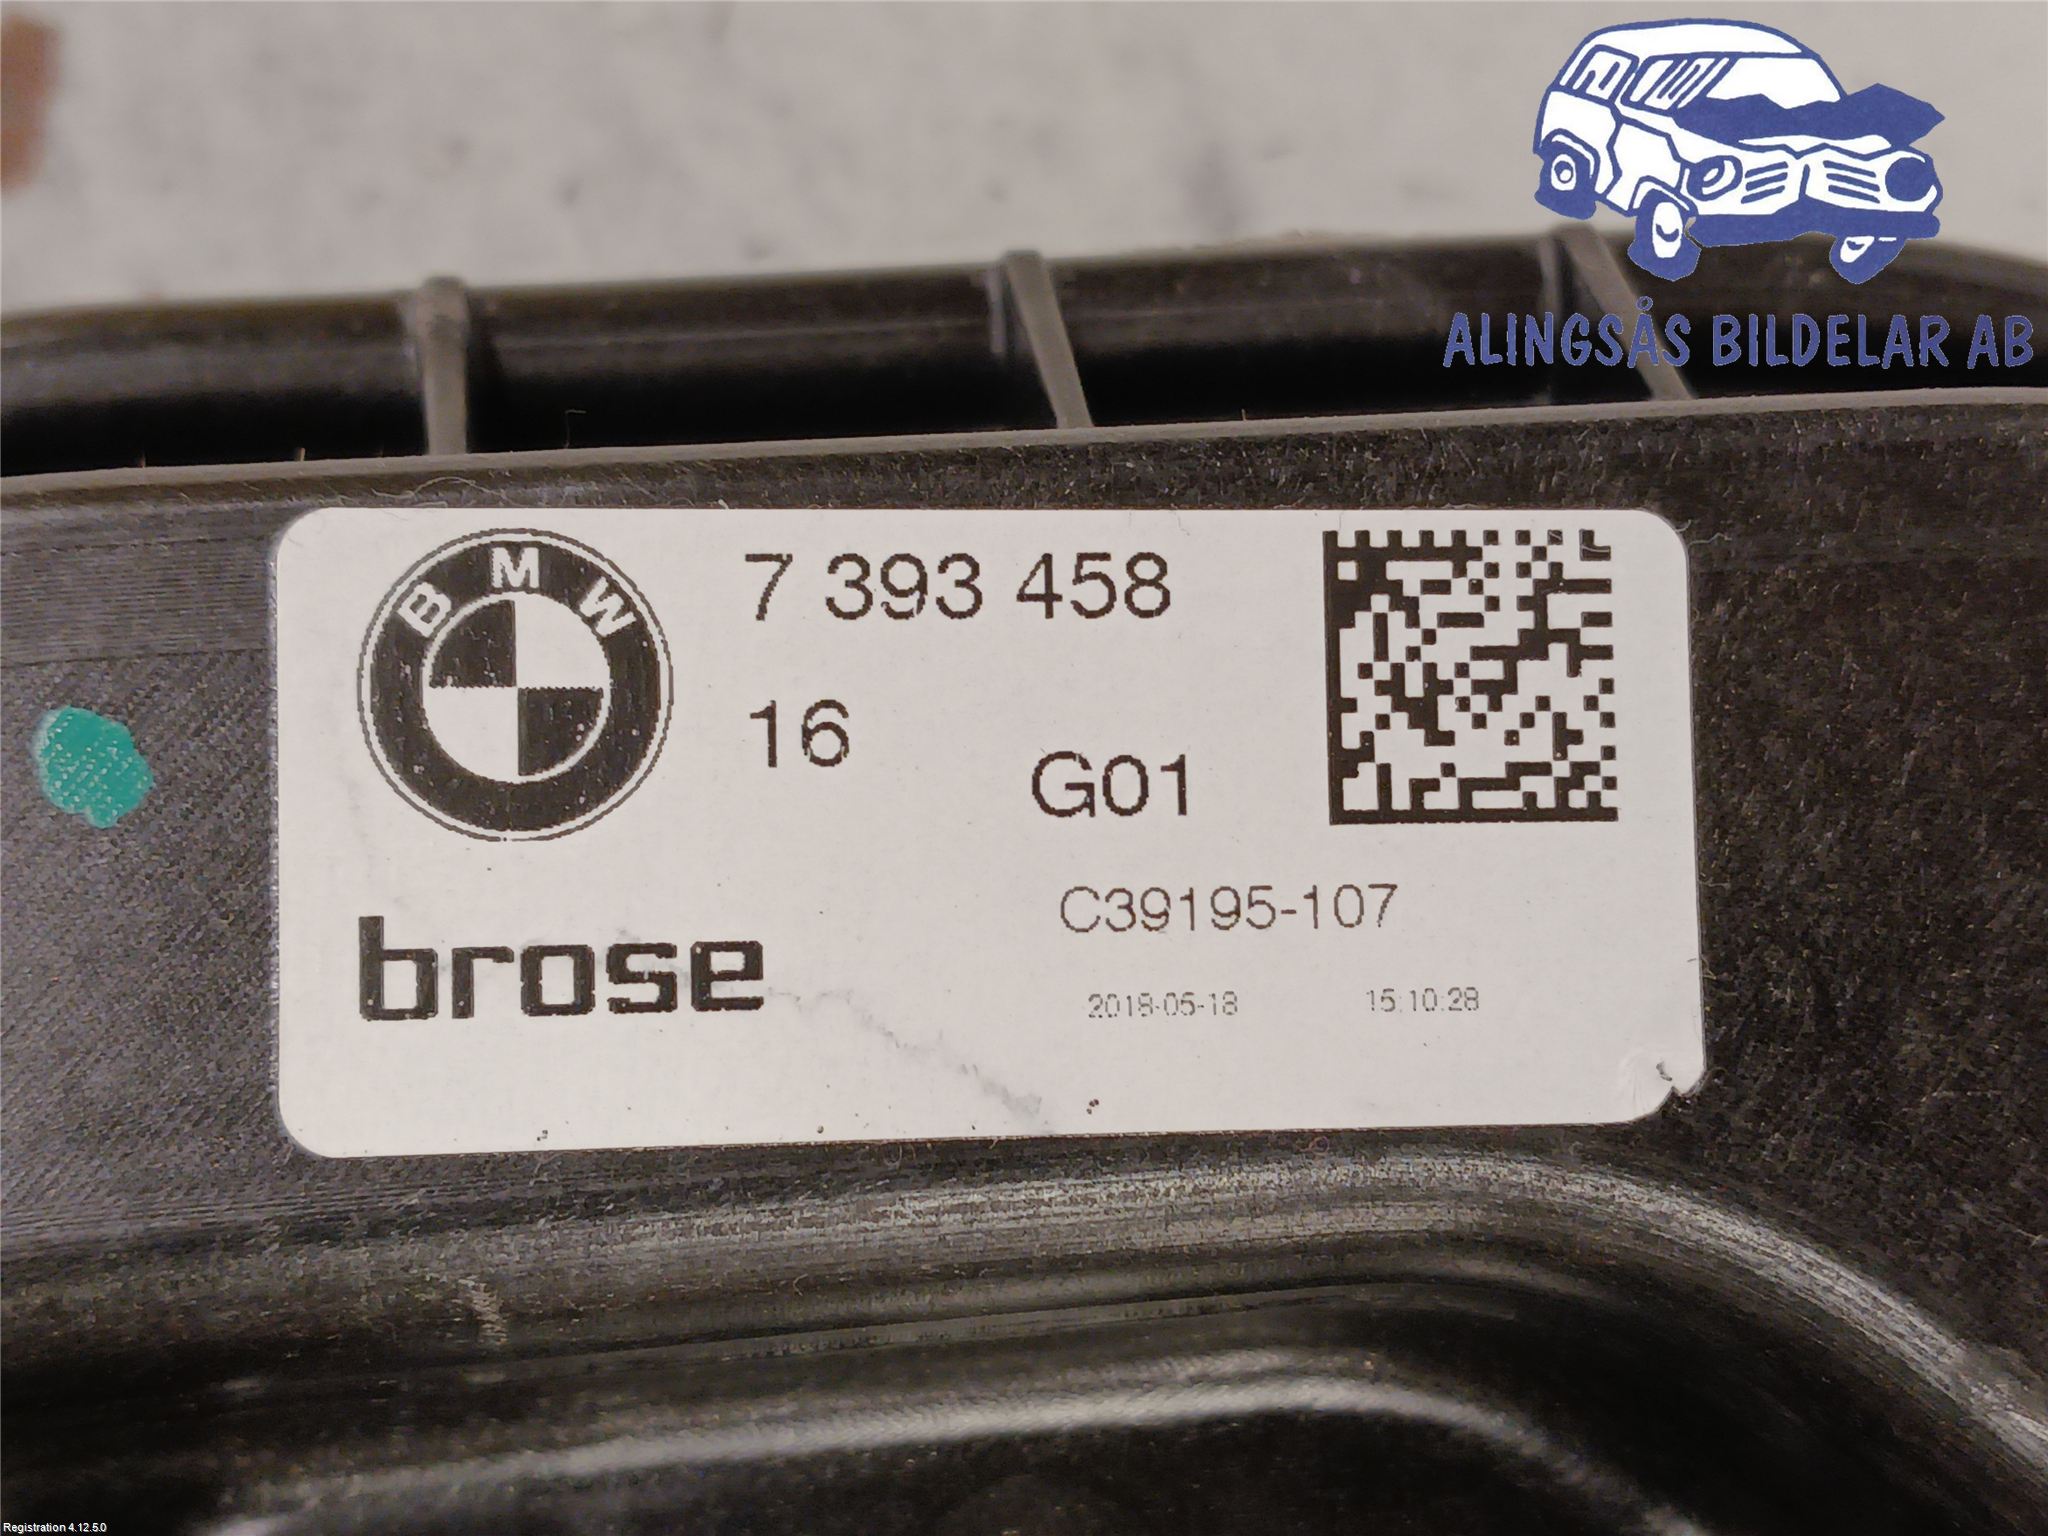 ALINGSÅS BILDELAR AB
BMW
7 393 458
16
G01
C39195-107
brose
2018-05-18 15:10:28
Registration 4.12.5.0